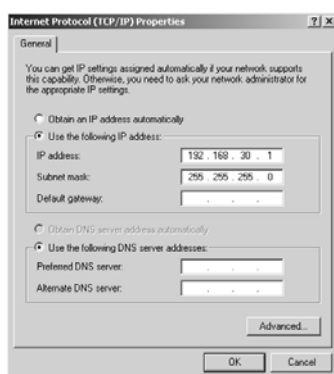 Internet Protocol (TCP/IP) Properties
General
You can get IP settings assigned automatically if your network supports
this capability. Otherwise, you need to ask your network administrator for
the appropriate IP settings.
Obtain an IP address automatically
Use the following IP address:
IP address: 192 . 168 . 30 . 1
Subnet mask: 255 . 255 . 255 . 0
Default gateway: . . .
Obtain DNS server address automatically
Use the following DNS server addresses:
Preferred DNS server: . . .
Alternate DNS server: . . .
Advanced...
OK Cancel